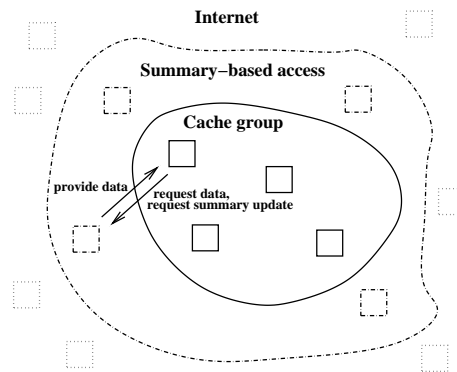 Internet
Summary–based access
Cache group
provide data
request data,
request summary update